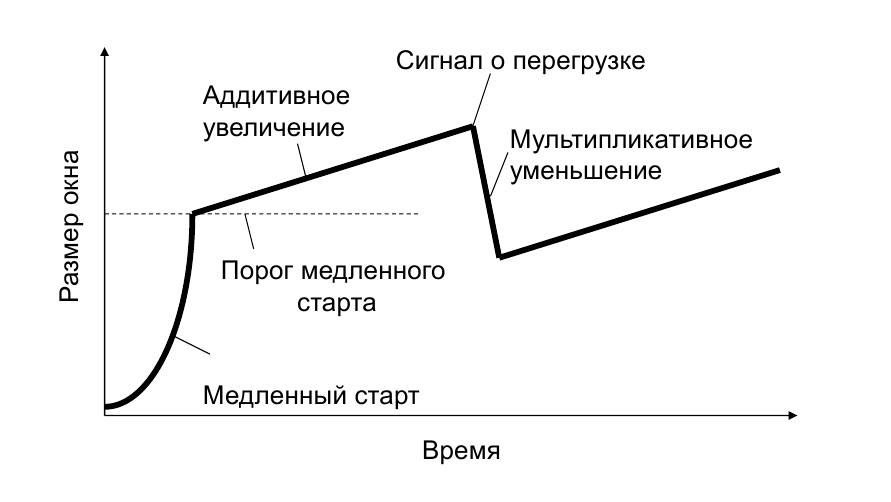 Сигнал о перегрузке
Аддитивное
увеличение
Мультипликативное
уменьшение
Размер окна
Порог медленного
старта
Медленный старт
Время